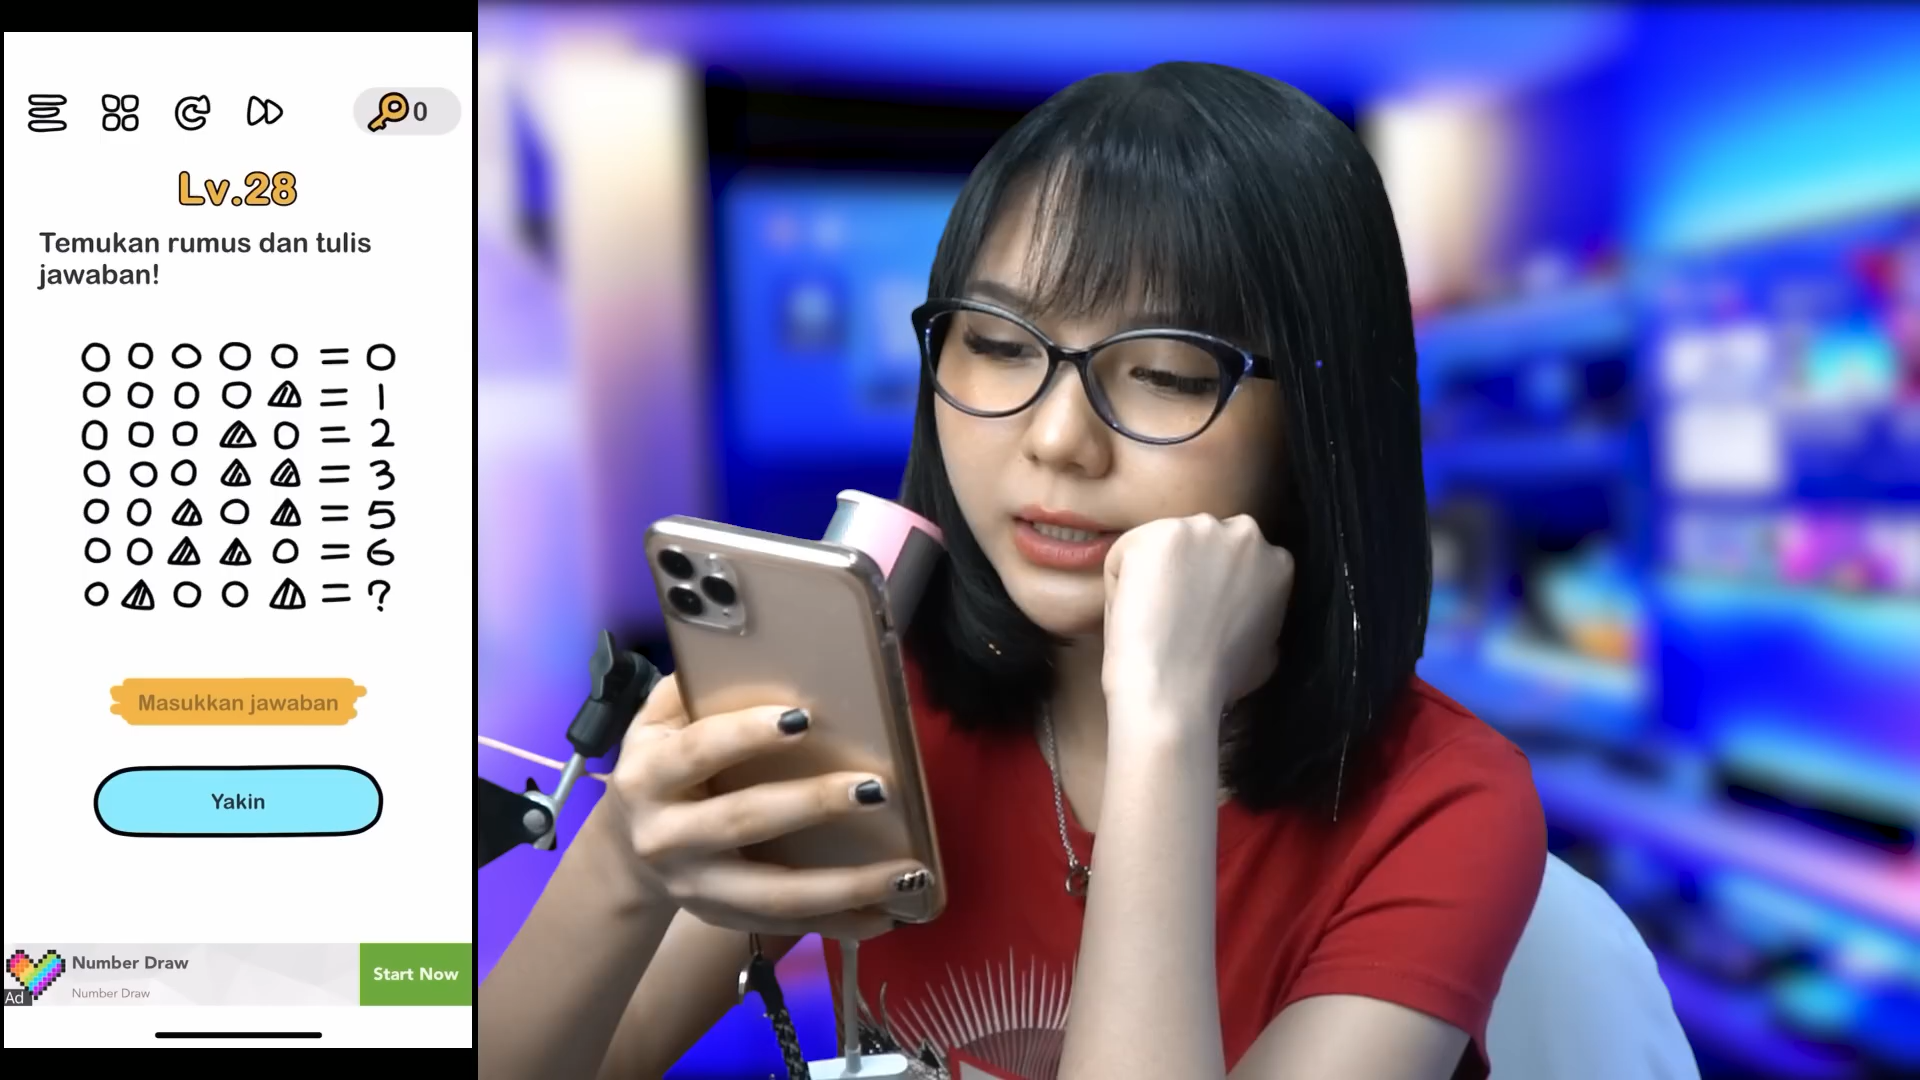 0
Lv.28
Temukan rumus dan tulis
jawaban!
O O O O O = 0
O O O O △ = 1
O O O △ O = 2
O O O △ △ = 3
O O △ O △ = 5
O O △ △ O = 6
O △ O O △ = ?
Masukkan jawaban
Yakin
Number Draw
Number Draw
Ad
Start Now